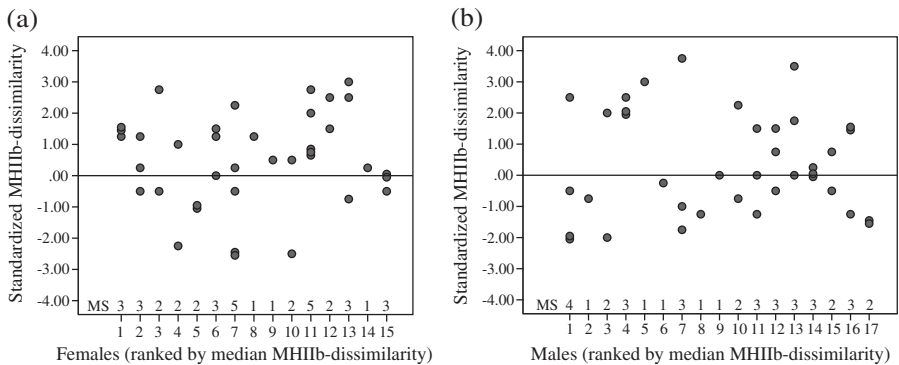 (a)
Standardized MHIIb-dissimilarity
4.00
3.00
2.00
1.00
.00
-1.00
-2.00
-3.00
-4.00
MS 3 3 2 2 2 3 5 1 1 2 5 2 3 1 3
1 2 3 4 5 6 7 8 9 10 11 12 13 14 15
Females (ranked by median MHIIb-dissimilarity)
(b)
Standardized MHIIb-dissimilarity
4.00
3.00
2.00
1.00
.00
-1.00
-2.00
-3.00
-4.00
MS 4 1 2 3 1 1 3 1 1 2 3 3 3 3 2 3 2
1 2 3 4 5 6 7 8 9 10 11 12 13 14 15 16 17
Males (ranked by median MHIIb-dissimilarity)